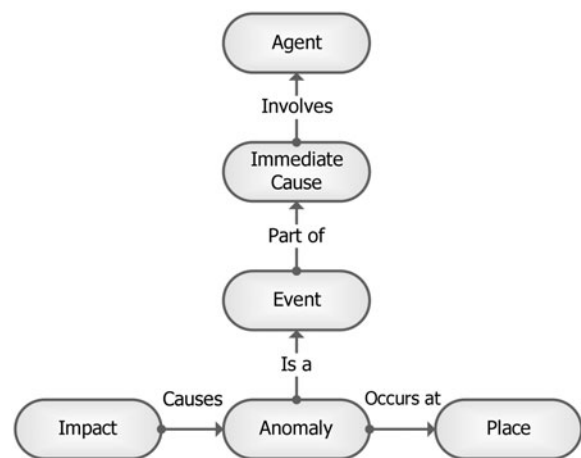 Agent
Involves
Immediate
Cause
Part of
Event
Is a
Causes
Occurs at
Impact
Anomaly
Place